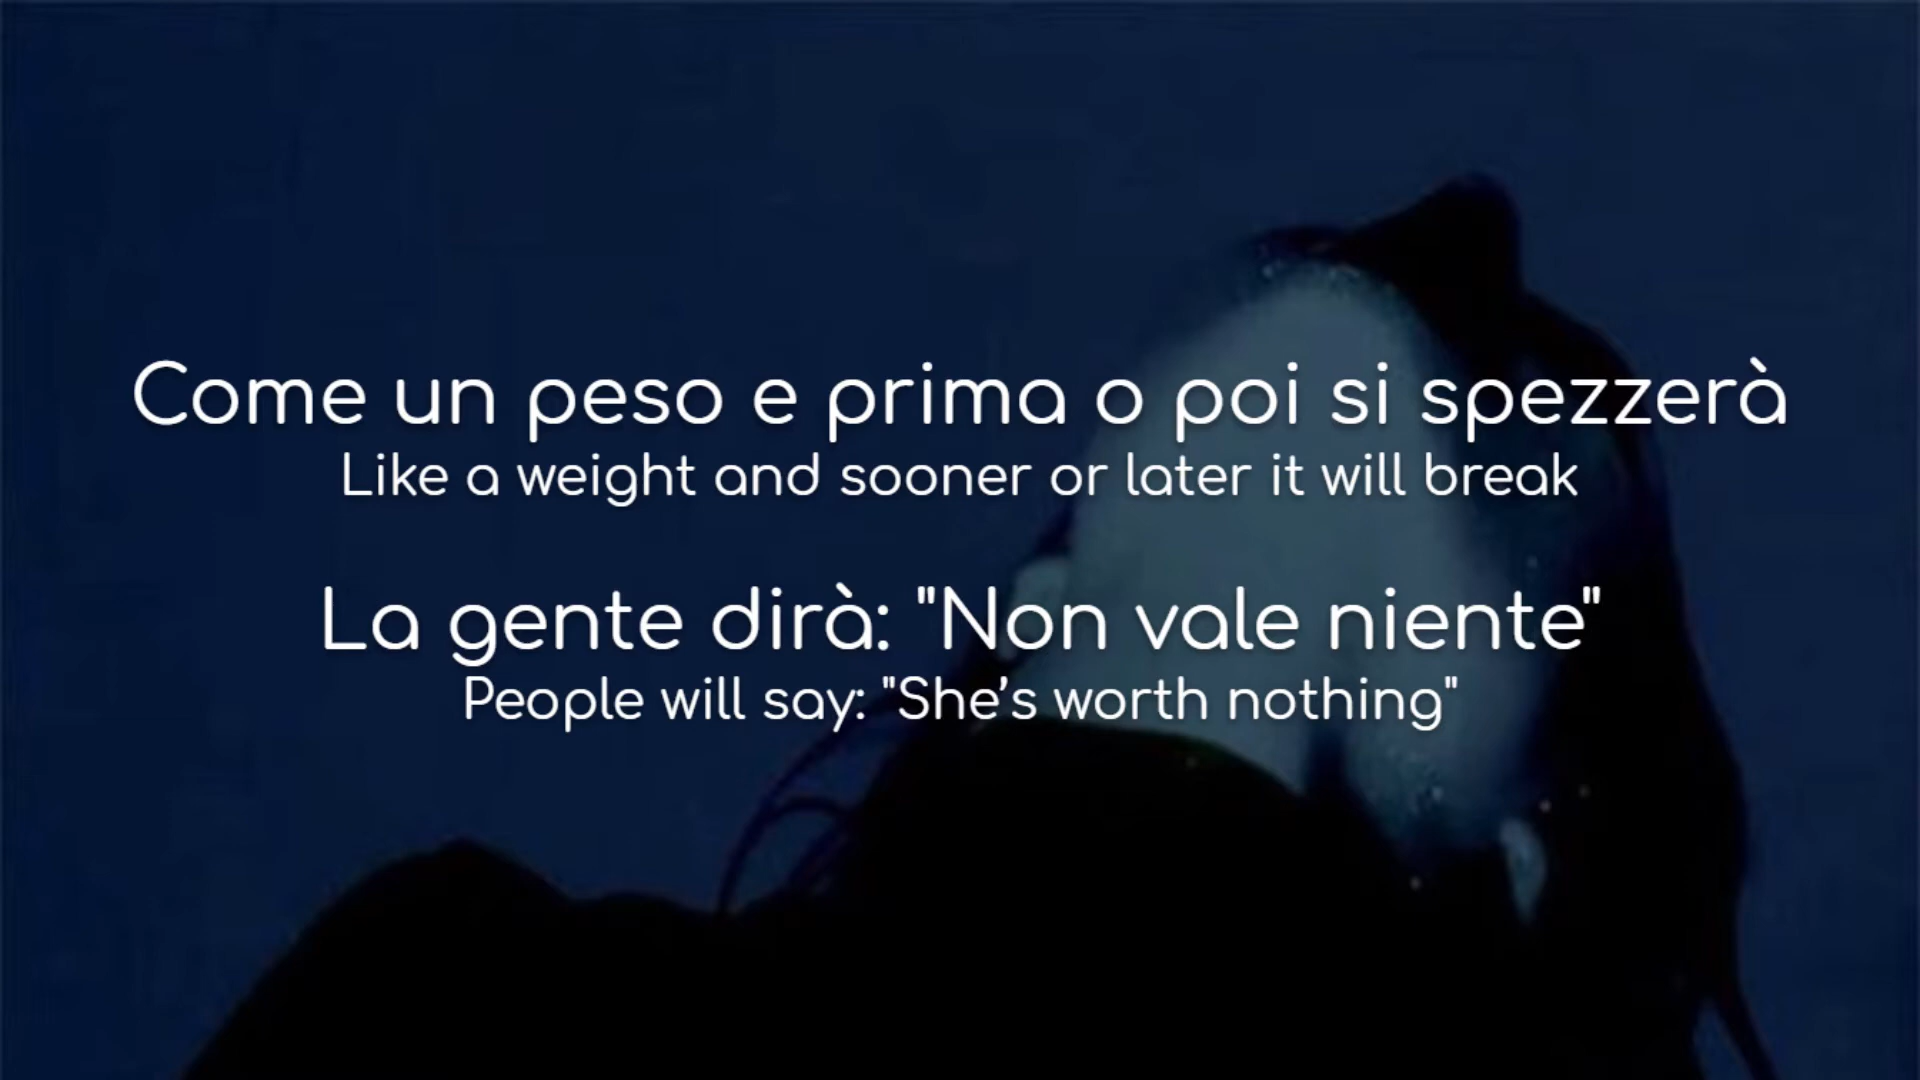 Come un peso e prima o poi si spezzerà
Like a weight and sooner or later it will break
La gente dirà: "Non vale niente"
People will say: "She’s worth nothing"